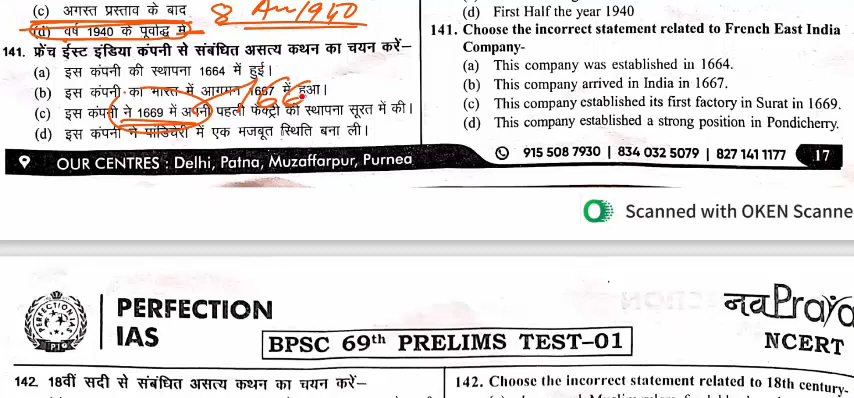 (c) अगस्त प्रस्ताव के बाद 8 Au 1940
(d) वर्ष 1940 के पूर्वार्द्ध में
141. फ्रेंच ईस्ट इंडिया कंपनी से संबंधित असत्य कथन का चयन करें–
(a) इस कंपनी की स्थापना 1664 में हुई।
(b) इस कंपनी का भारत में आगमन 1667 में हुआ।
(c) इस कंपनी ने 1669 में अपनी पहली फैक्ट्री की स्थापना सूरत में की।
166
(d) इस कंपनी ने पांडिचेरी में एक मजबूत स्थिति बना ली।
(d) First Half the year 1940
141. Choose the incorrect statement related to French East India
Company-
(a) This company was established in 1664.
(b) This company arrived in India in 1667.
(c) This company established its first factory in Surat in 1669.
(d) This company established a strong position in Pondicherry.
OUR CENTRES : Delhi, Patna, Muzaffarpur, Purnea
915 508 7930 | 834 032 5079 | 827 141 1177 17
Scanned with OKEN Scanne
PERFECTION
IAS
BPSC 69th PRELIMS TEST–01
नवPraya
NCERT
142. 18वीं सदी से संबंधित असत्य कथन का चयन करें–
142. Choose the incorrect statement related to 18th century-